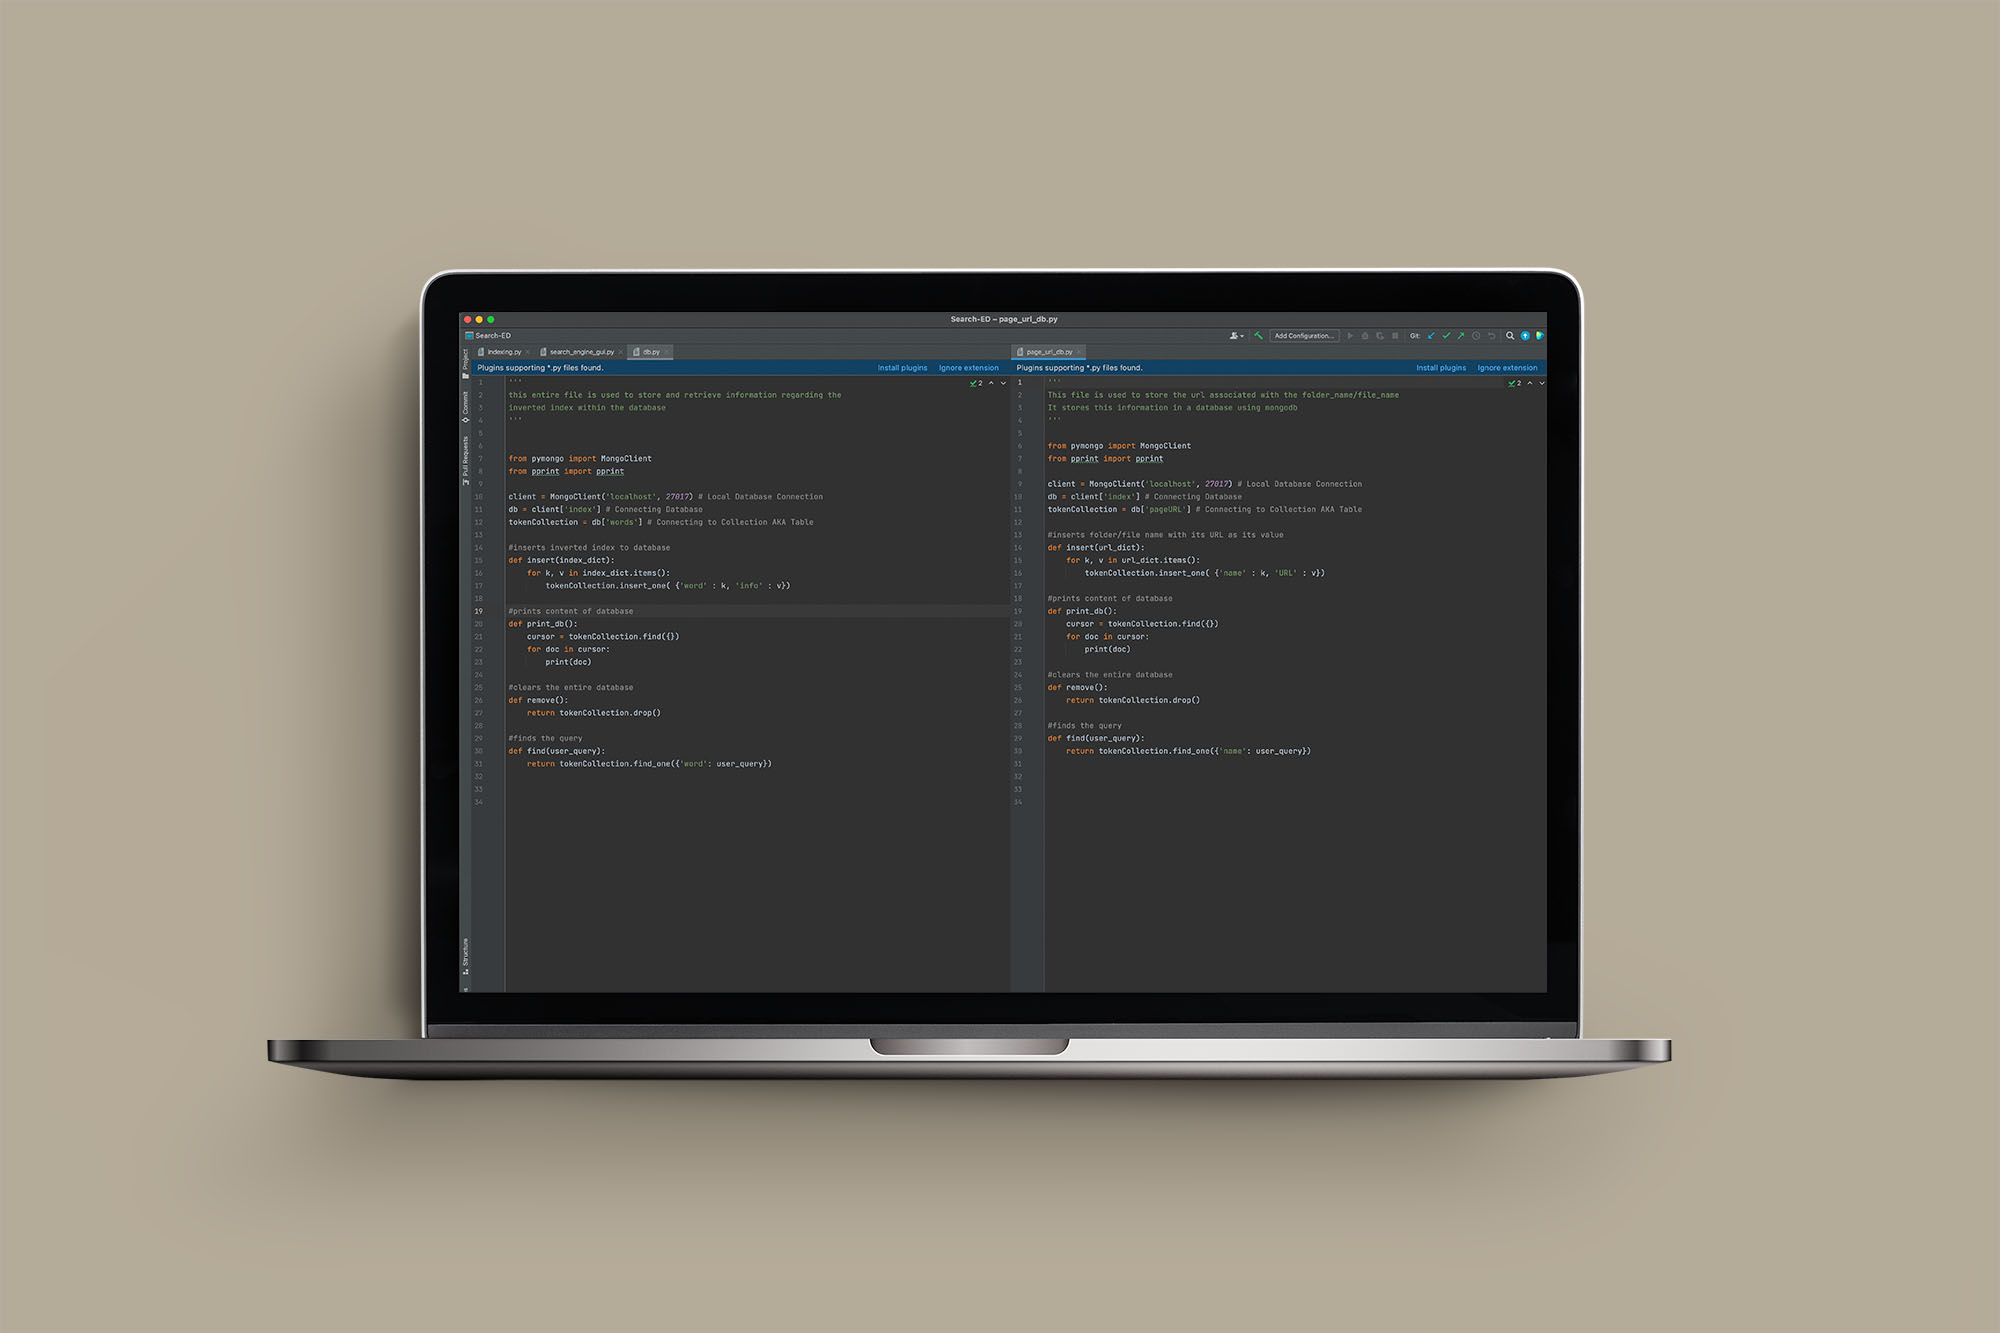 Search-ED – page_url_db.py
Search-ED
Add Configuration...
Git:
indexing.py
search_engine_gui.py
db.py
page_url_db.py
Project
Commit
Pull Requests
Structure
Plugins supporting *.py files found.
Install plugins
Ignore extension
2
1 '''
2 this entire file is used to store and retrieve information regarding the
3 inverted index within the database
4 '''
5
6
7 from pymongo import MongoClient
8 from pprint import pprint
9
10 client = MongoClient('localhost', 27017) # Local Database Connection
11 db = client['index'] # Connecting Database
12 tokenCollection = db['words'] # Connecting to Collection AKA Table
13
14 #inserts inverted index to database
15 def insert(index_dict):
16 for k, v in index_dict.items():
17 tokenCollection.insert_one( {'word' : k, 'info' : v})
18
19 #prints content of database
20 def print_db():
21 cursor = tokenCollection.find({})
22 for doc in cursor:
23 print(doc)
24
25 #clears the entire database
26 def remove():
27 return tokenCollection.drop()
28
29 #finds the query
30 def find(user_query):
31 return tokenCollection.find_one({'word': user_query})
32
33
34
Plugins supporting *.py files found.
Install plugins
Ignore extension
2
1 '''
2 This file is used to store the url associated with the folder_name/file_name
3 It stores this information in a database using mongodb
4 '''
5
6 from pymongo import MongoClient
7 from pprint import pprint
8
9 client = MongoClient('localhost', 27017) # Local Database Connection
10 db = client['index'] # Connecting Database
11 tokenCollection = db['pageURL'] # Connecting to Collection AKA Table
12
13 #inserts folder/file name with its URL as its value
14 def insert(url_dict):
15 for k, v in url_dict.items():
16 tokenCollection.insert_one( {'name' : k, 'URL' : v})
17
18 #prints content of database
19 def print_db():
20 cursor = tokenCollection.find({})
21 for doc in cursor:
22 print(doc)
23
24 #clears the entire database
25 def remove():
26 return tokenCollection.drop()
27
28 #finds the query
29 def find(user_query):
30 return tokenCollection.find_one({'name': user_query})
31
32
33
34